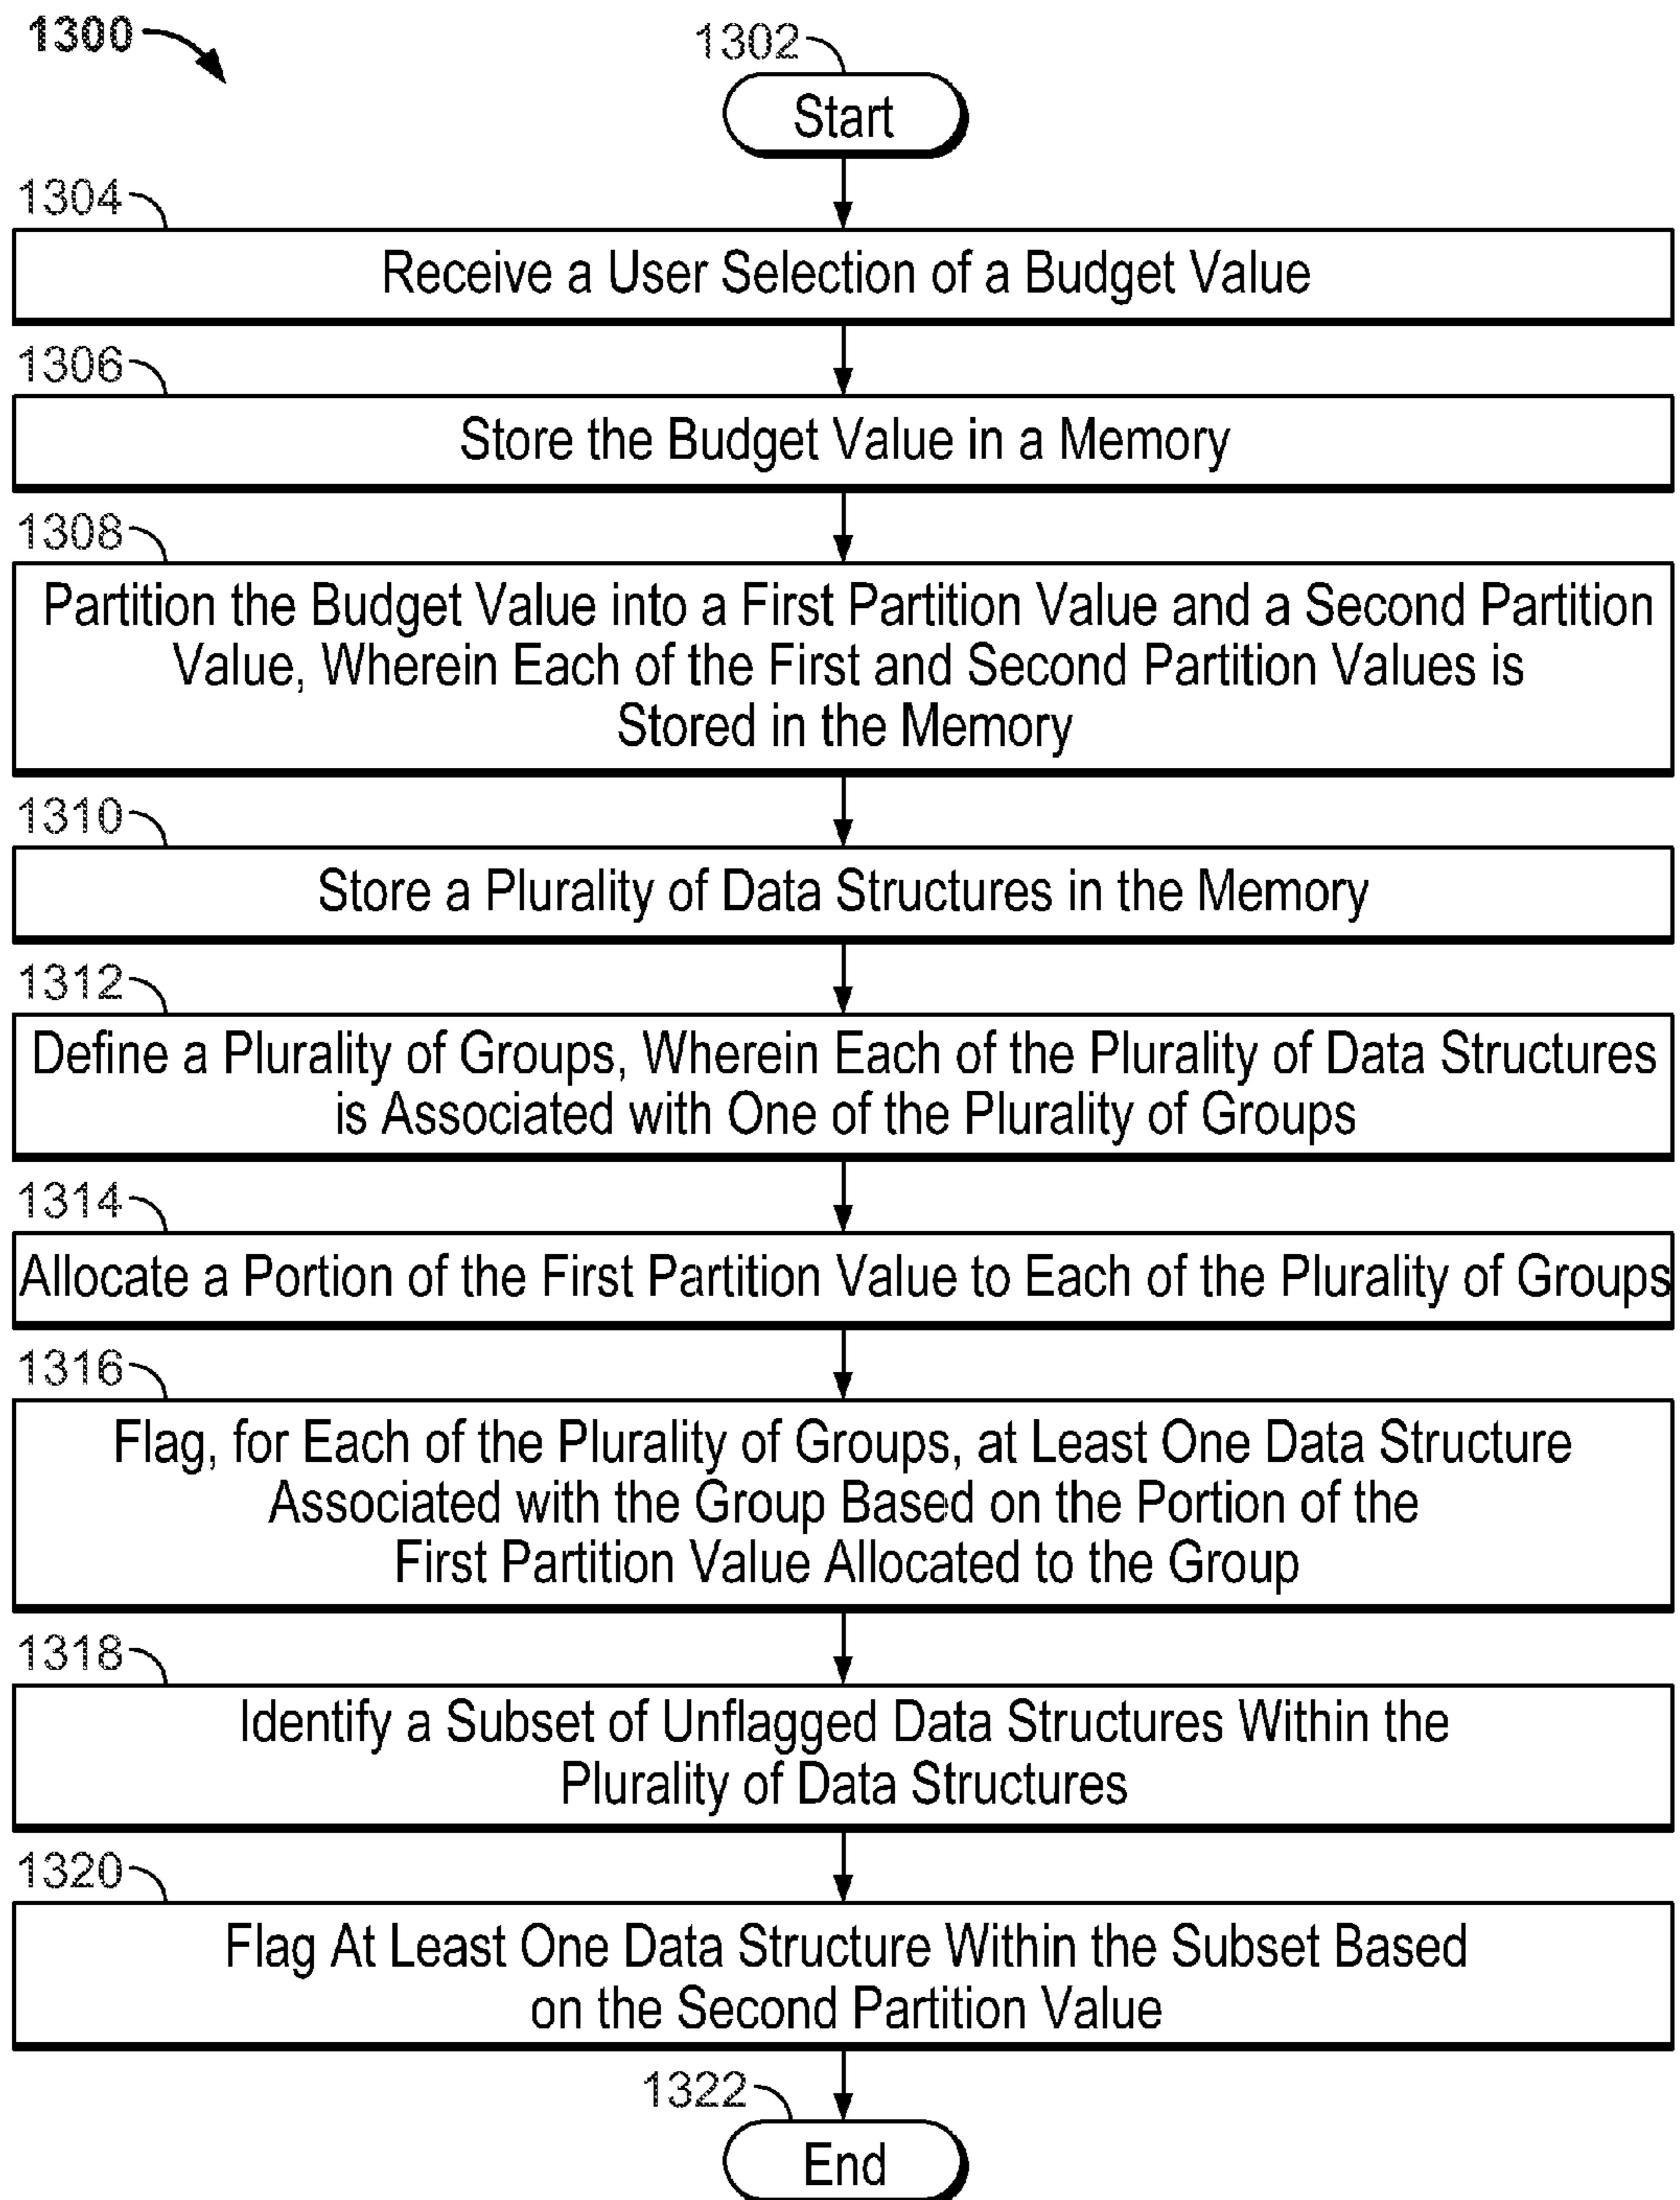 1300
1302
Start
1304
Receive a User Selection of a Budget Value
1306
Store the Budget Value in a Memory
1308
Partition the Budget Value into a First Partition Value and a Second Partition
Value, Wherein Each of the First and Second Partition Values is
Stored in the Memory
1310
Store a Plurality of Data Structures in the Memory
1312
Define a Plurality of Groups, Wherein Each of the Plurality of Data Structures
is Associated with One of the Plurality of Groups
1314
Allocate a Portion of the First Partition Value to Each of the Plurality of Groups
1316
Flag, for Each of the Plurality of Groups, at Least One Data Structure
Associated with the Group Based on the Portion of the
First Partition Value Allocated to the Group
1318
Identify a Subset of Unflagged Data Structures Within the
Plurality of Data Structures
1320
Flag At Least One Data Structure Within the Subset Based
on the Second Partition Value
1322
End